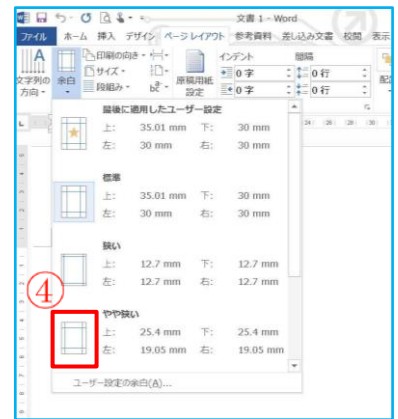 文書 1 - Word
ファイル ホーム 挿入 デザイン ページ レイアウト 参考資料 差し込み文書 校閲 表示
文字列の方向 余白 印刷の向き サイズ 段組み 原稿用紙設定 インデント 間隔
0 字 0 行
0 字 0 行
最後に適用したユーザー設定
上: 35.01 mm 下: 30 mm
左: 30 mm 右: 30 mm
標準
上: 35.01 mm 下: 30 mm
左: 30 mm 右: 30 mm
狭い
上: 12.7 mm 下: 12.7 mm
左: 12.7 mm 右: 12.7 mm
④
やや狭い
上: 25.4 mm 下: 25.4 mm
左: 19.05 mm 右: 19.05 mm
ユーザー設定の余白(A)...